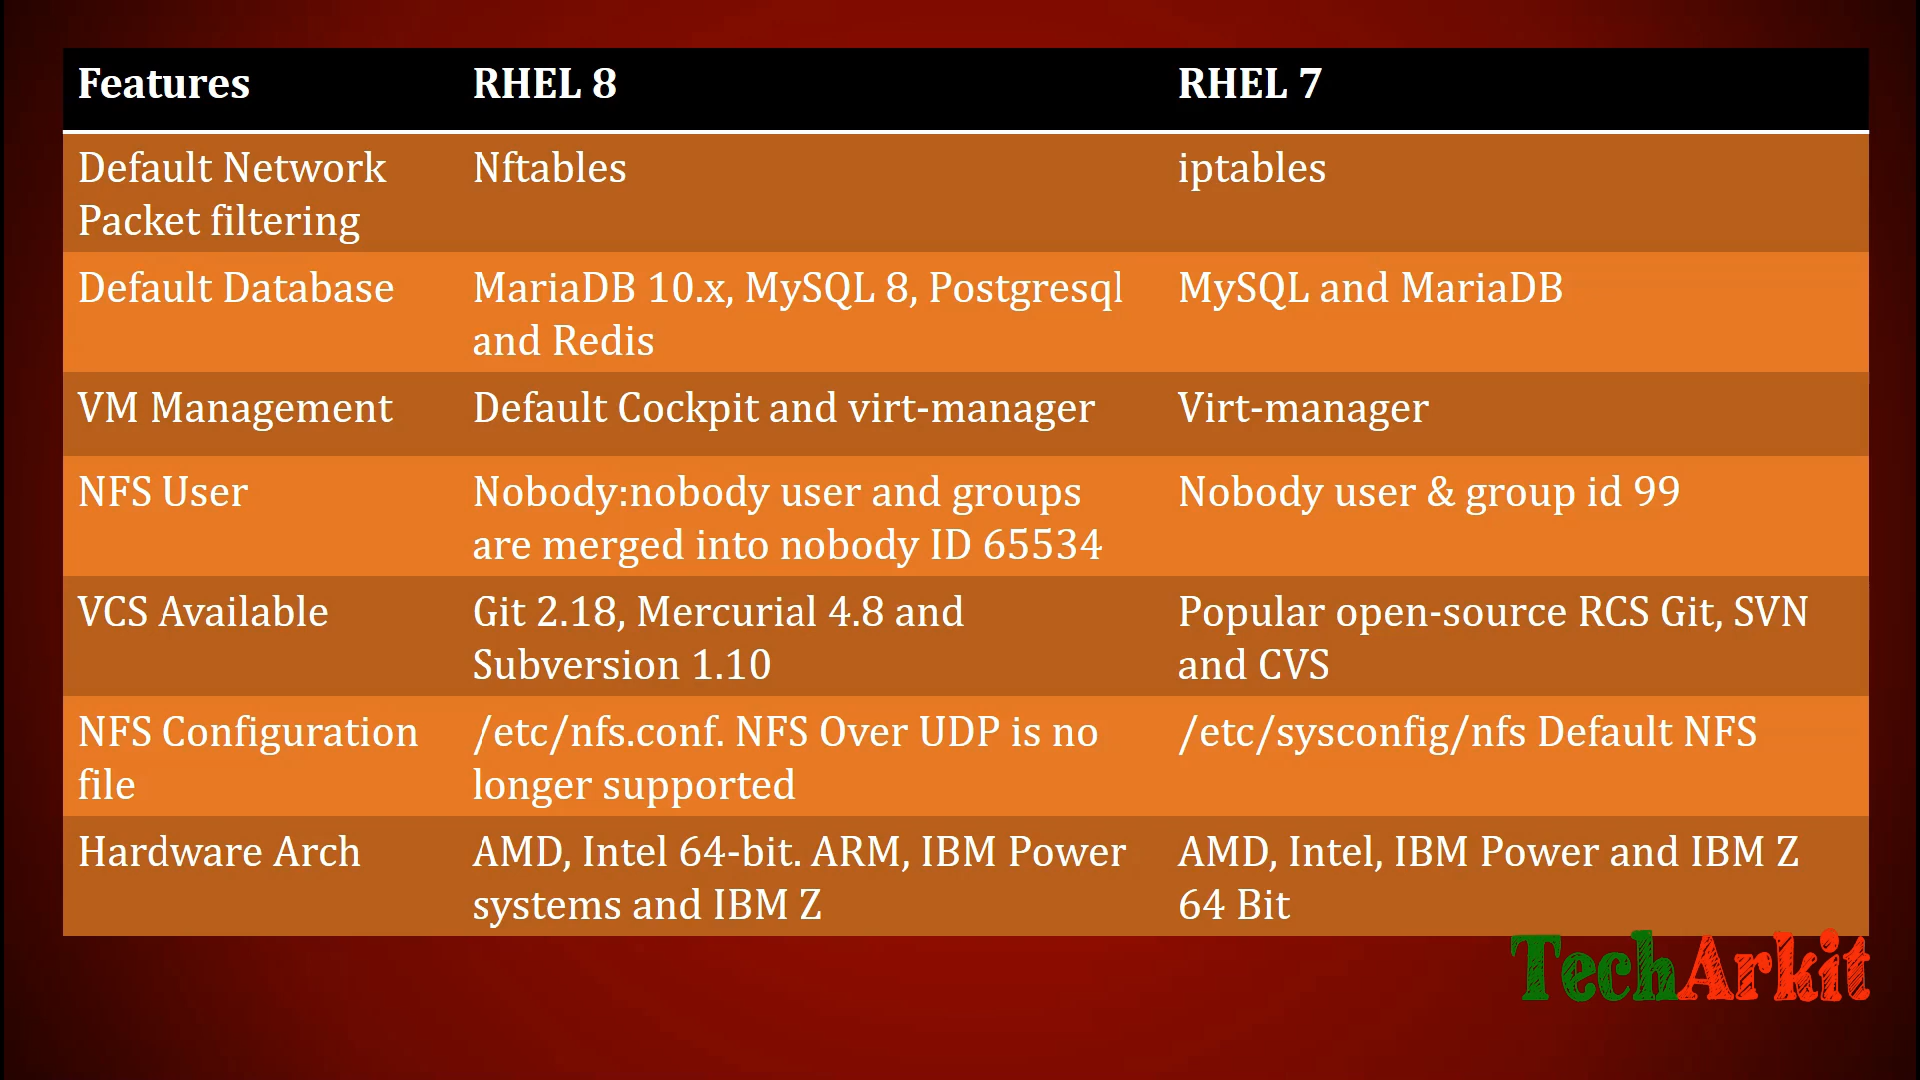 Features RHEL 8 RHEL 7
Default Network Nftables iptables
Packet filtering
Default Database MariaDB 10.x, MySQL 8, Postgresql MySQL and MariaDB
and Redis
VM Management Default Cockpit and virt-manager Virt-manager
NFS User Nobody:nobody user and groups Nobody user & group id 99
are merged into nobody ID 65534
VCS Available Git 2.18, Mercurial 4.8 and Popular open-source RCS Git, SVN
Subversion 1.10 and CVS
NFS Configuration /etc/nfs.conf. NFS Over UDP is no /etc/sysconfig/nfs Default NFS
file longer supported
Hardware Arch AMD, Intel 64-bit. ARM, IBM Power AMD, Intel, IBM Power and IBM Z
systems and IBM Z 64 Bit
TechArkit